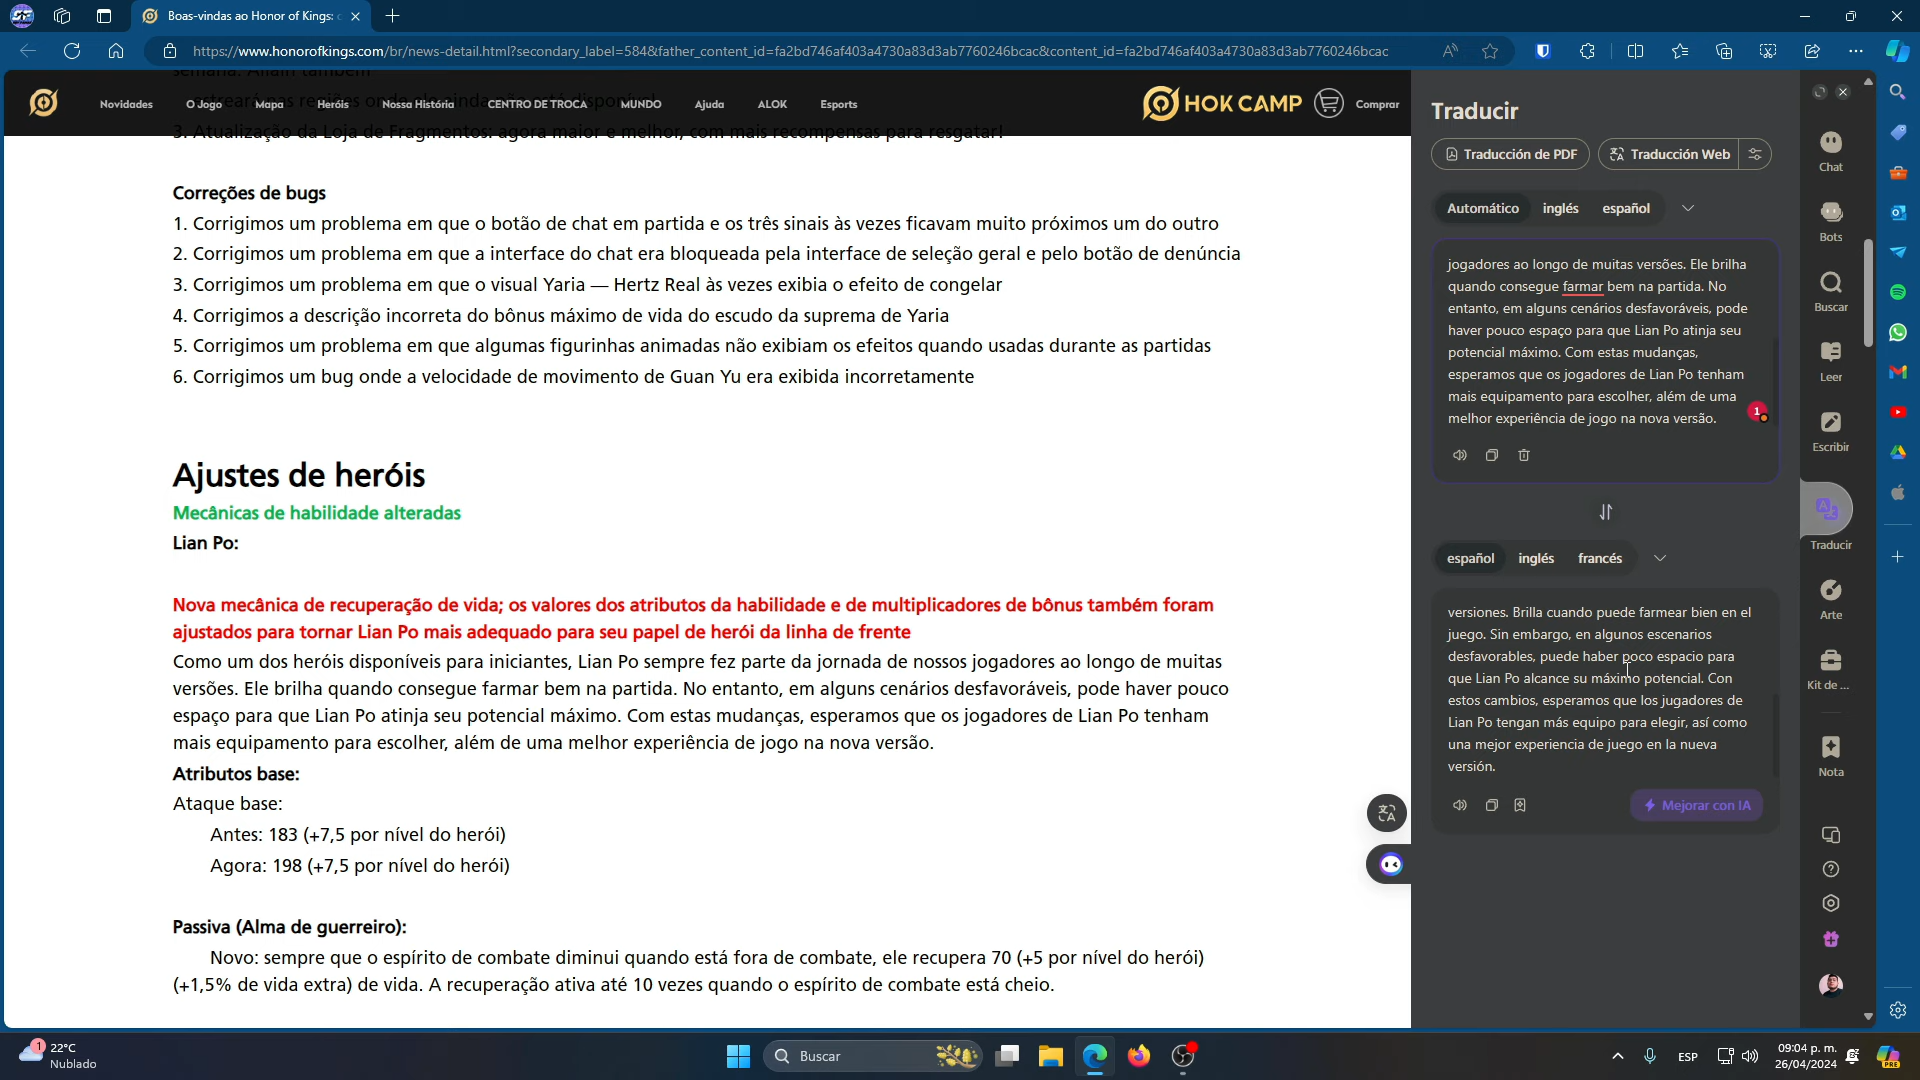 Boas-vindas ao Honor of Kings:
https://www.honorofkings.com/br/news-detail.html?secondary_label=584&father_content_id=fa2bd746af403a4730a83d3ab7760246bcac&content_id=fa2bd746af403a4730a83d3ab7760246bcac
Novidades
O Jogo
Mapa
Heróis
Nossa História
CENTRO DE TROCA
MUNDO
Ajuda
ALOK
Esports
HOK CAMP
Comprar
3. Atualização da Loja de Fragmentos: agora maior e melhor, com mais recompensas para resgatar!
Correções de bugs
1. Corrigimos um problema em que o botão de chat em partida e os três sinais às vezes ficavam muito próximos um do outro
2. Corrigimos um problema em que a interface do chat era bloqueada pela interface de seleção geral e pelo botão de denúncia
3. Corrigimos um problema em que o visual Yaria — Hertz Real às vezes exibia o efeito de congelar
4. Corrigimos a descrição incorreta do bônus máximo de vida do escudo da suprema de Yaria
5. Corrigimos um problema em que algumas figurinhas animadas não exibiam os efeitos quando usadas durante as partidas
6. Corrigimos um bug onde a velocidade de movimento de Guan Yu era exibida incorretamente
Ajustes de heróis
Mecânicas de habilidade alteradas
Lian Po:
Nova mecânica de recuperação de vida; os valores dos atributos da habilidade e de multiplicadores de bônus também foram
ajustados para tornar Lian Po mais adequado para seu papel de herói da linha de frente
Como um dos heróis disponíveis para iniciantes, Lian Po sempre fez parte da jornada de nossos jogadores ao longo de muitas
versões. Ele brilha quando consegue farmar bem na partida. No entanto, em alguns cenários desfavoráveis, pode haver pouco
espaço para que Lian Po atinja seu potencial máximo. Com estas mudanças, esperamos que os jogadores de Lian Po tenham
mais equipamento para escolher, além de uma melhor experiência de jogo na nova versão.
Atributos base:
Ataque base:
Antes: 183 (+7,5 por nível do herói)
Agora: 198 (+7,5 por nível do herói)
Passiva (Alma de guerreiro):
Novo: sempre que o espírito de combate diminui quando está fora de combate, ele recupera 70 (+5 por nível do herói)
(+1,5% de vida extra) de vida. A recuperação ativa até 10 vezes quando o espírito de combate está cheio.
Traducir
Traducción de PDF
Traducción Web
Automático
inglés
español
jogadores ao longo de muitas versões. Ele brilha
quando consegue farmar bem na partida. No
entanto, em alguns cenários desfavoráveis, pode
haver pouco espaço para que Lian Po atinja seu
potencial máximo. Com estas mudanças,
esperamos que os jogadores de Lian Po tenham
mais equipamento para escolher, além de uma
melhor experiência de jogo na nova versão.
1
español
inglés
francés
versiones. Brilla cuando puede farmear bien en el
juego. Sin embargo, en algunos escenarios
desfavorables, puede haber poco espacio para
que Lian Po alcance su máximo potencial. Con
estos cambios, esperamos que los jugadores de
Lian Po tengan más equipo para elegir, así como
una mejor experiencia de juego en la nueva
versión.
Mejorar con IA
Chat
Bots
Buscar
Leer
Escribir
Traducir
Arte
Kit de ...
Nota
1
22°C
Nublado
Buscar
ESP
09:04 p. m.
26/04/2024
PRE